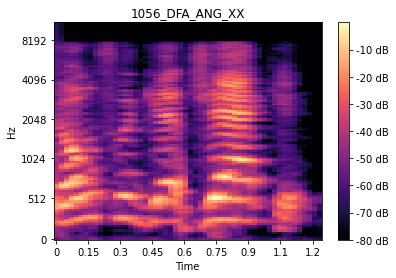 1056_DFA_ANG_XX
8192
4096
2048
1024
512
0
Hz
0 0.15 0.3 0.45 0.6 0.75 0.9 1.1 1.2
Time
-10 dB
-20 dB
-30 dB
-40 dB
-50 dB
-60 dB
-70 dB
-80 dB